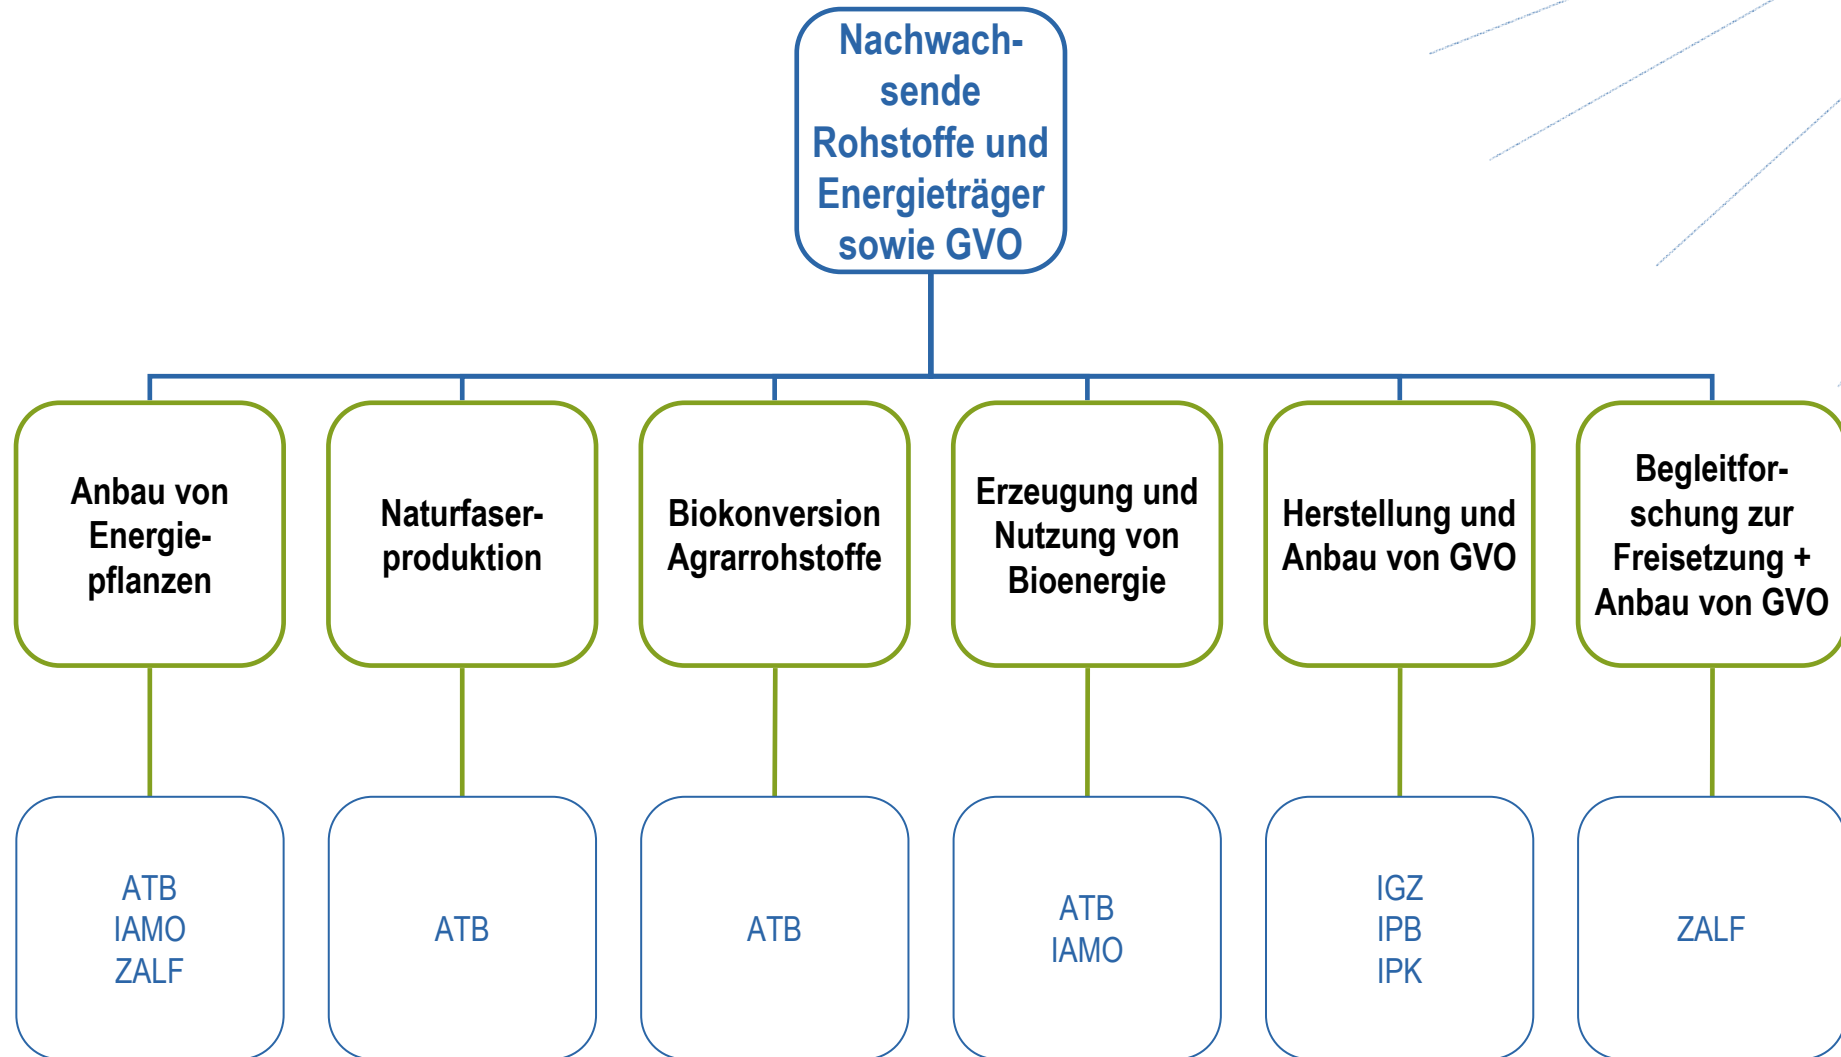 Nachwach-
sende
Rohstoffe und
Energieträger
sowie GVO
Anbau von
Energie-
pflanzen
Naturfaser-
produktion
Biokonversion
Agrarrohstoffe
Erzeugung und
Nutzung von
Bioenergie
Herstellung und
Anbau von GVO
Begleitfor-
schung zur
Freisetzung +
Anbau von GVO
ATB
IAMO
ZALF
ATB
ATB
ATB
IAMO
IGZ
IPB
IPK
ZALF